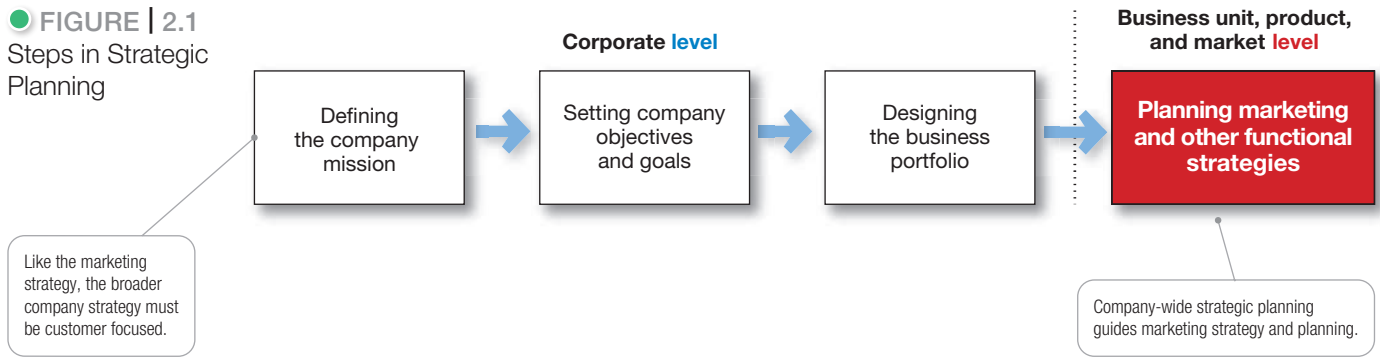 FIGURE | 2.1
Steps in Strategic
Planning
Corporate level
Business unit, product,
and market level
Defining
the company
mission
Setting company
objectives
and goals
Designing
the business
portfolio
Planning marketing
and other functional
strategies
Like the marketing
strategy, the broader
company strategy must
be customer focused.
Company-wide strategic planning
guides marketing strategy and planning.